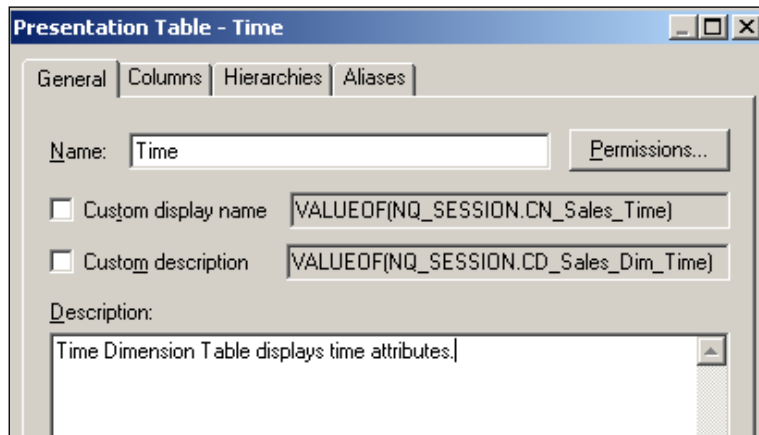 Presentation Table - Time
General Columns Hierarchies Aliases
Name: Time Permissions...
Custom display name VALUEOF(NQ_SESSION.CN_Sales_Time)
Custom description VALUEOF(NQ_SESSION.CD_Sales_Dim_Time)
Description:
Time Dimension Table displays time attributes.